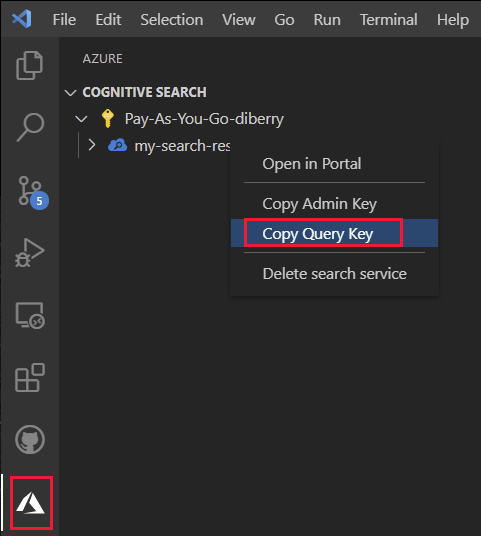 File Edit Selection View Go Run Terminal Help
AZURE
COGNITIVE SEARCH
Pay-As-You-Go-diberry
my-search-res
Open in Portal
Copy Admin Key
Copy Query Key
Delete search service
5